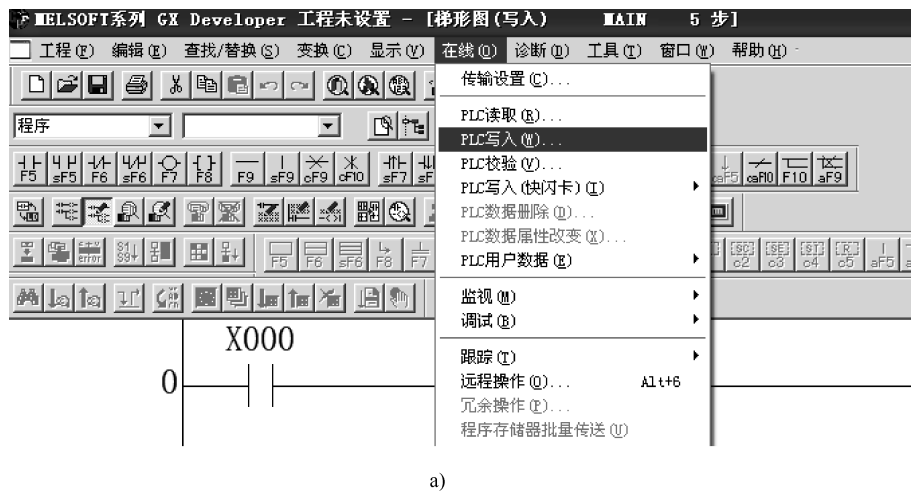 MELSOFT系列 GX Developer 工程未设置 - [梯形图(写入) MAIN 5 步]
工程(F) 编辑(E) 查找/替换(S) 变换(C) 显示(V) 在线(O) 诊断(D) 工具(T) 窗口(W) 帮助(H)
传输设置(C)...
程序
PLC读取(R)...
PLC写入(W)...
F5 sF5 F6 sF6 F7 F8 F9 sF9 cF9 cF10 sF7 sF
PLC校验(V)...
caF5 caF10 F10 aF9
PLC写入(快闪卡)(I)
PLC数据删除(D)...
PLC数据属性改变(X)...
F5 F6 sF6 F8 F7
PLC用户数据(E)
c2 c3 c4 c5 aF5
监视(M)
调试(B)
X000
跟踪(T)
0
远程操作(O)... Alt+6
冗余操作(P)...
程序存储器批量传送(U)
a)